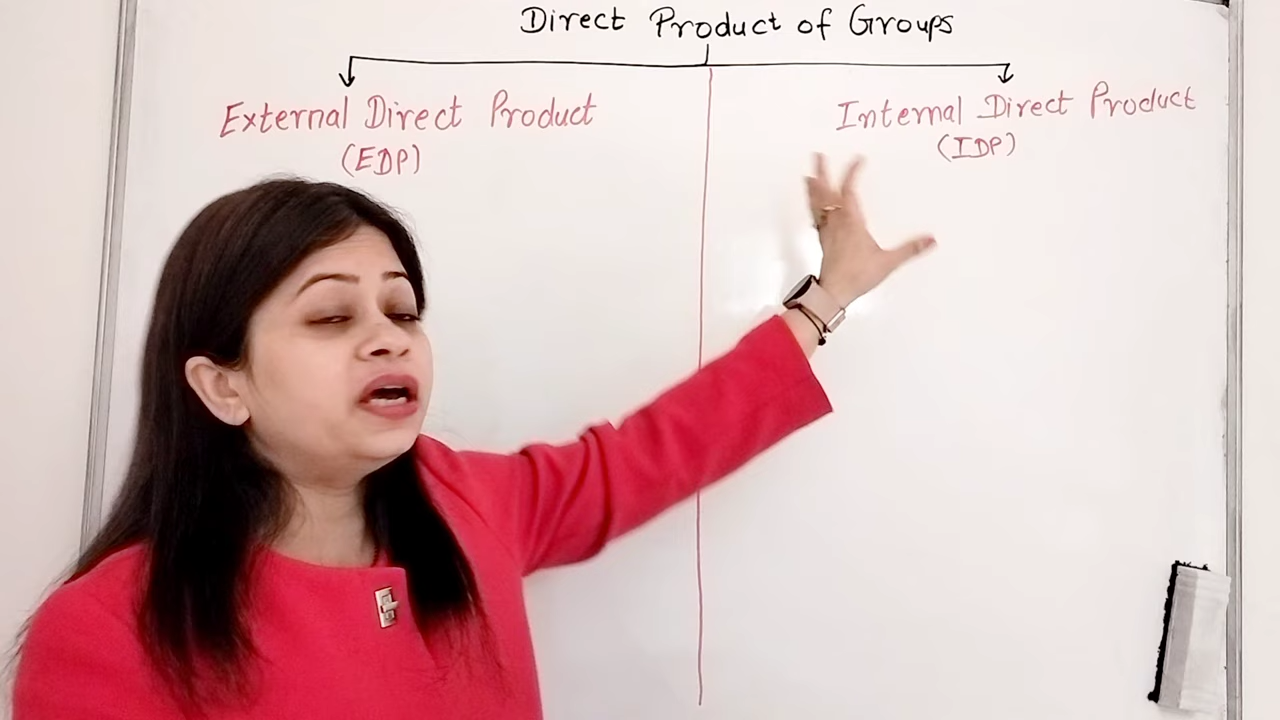 Direct Product of Groups
External Direct Product
(EDP)
Internal Direct Product
(IDP)